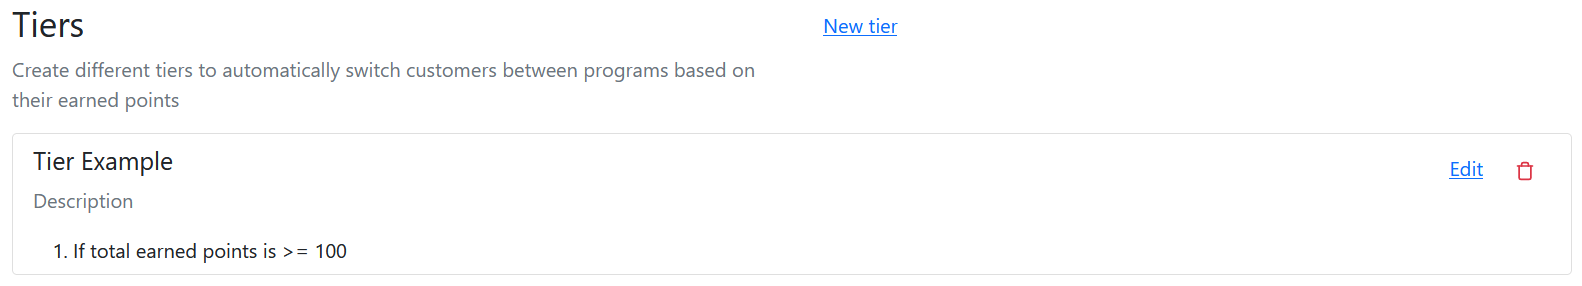 Tiers
New tier
Create different tiers to automatically switch customers between programs based on
their earned points
Tier Example
Edit
Description
1. If total earned points is >= 100